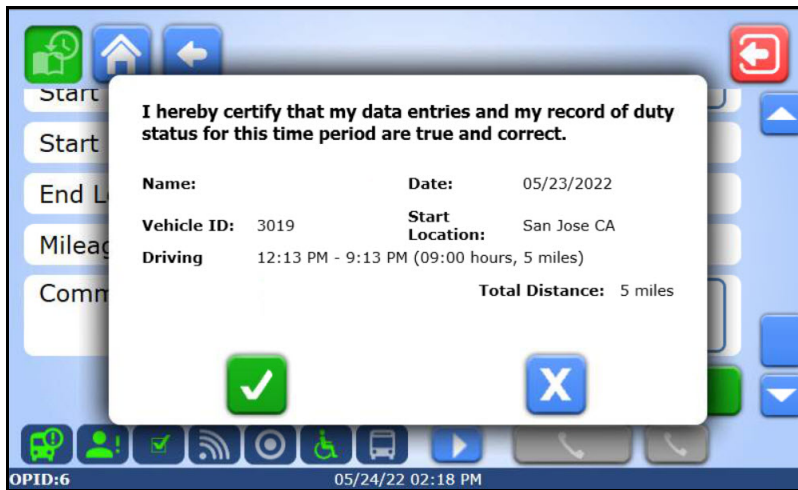 Start
I hereby certify that my data entries and my record of duty
status for this time period are true and correct.
Start
Name: Date: 05/23/2022
End L
Vehicle ID: 3019 Start Location: San Jose CA
Mileag
Driving 12:13 PM - 9:13 PM (09:00 hours, 5 miles)
Comm
Total Distance: 5 miles
X
OPID:6 05/24/22 02:18 PM